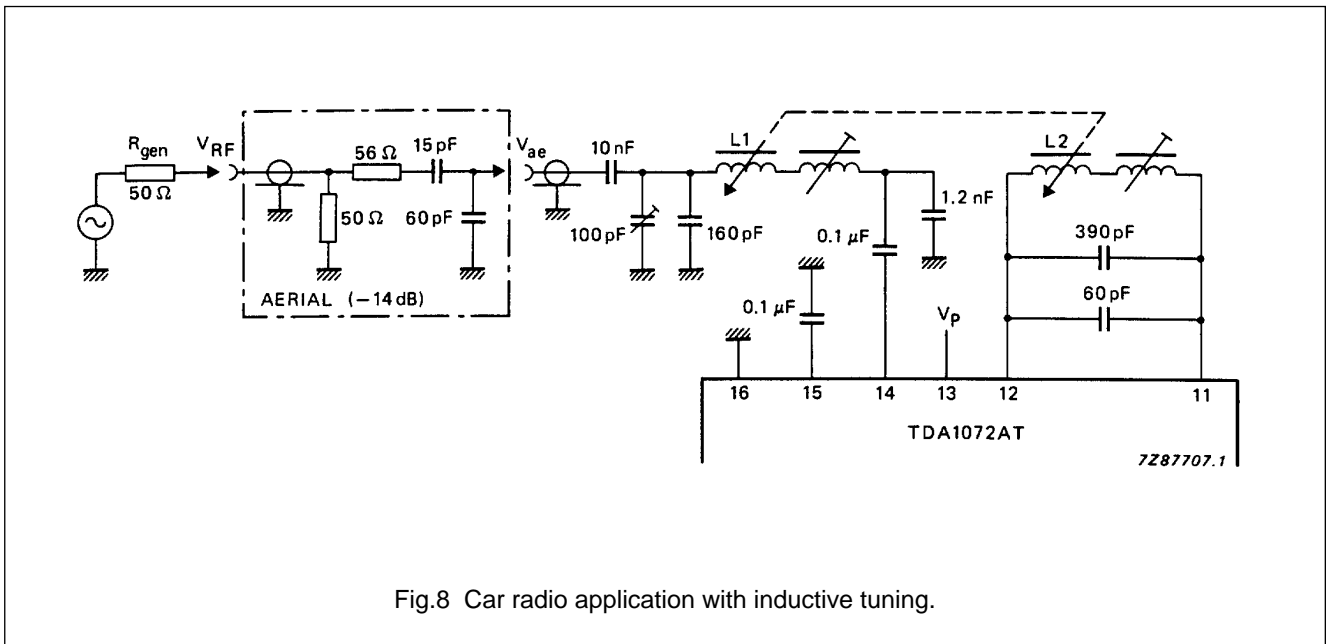 R_gen
50 Ω
V_RF
56 Ω
15 pF
50 Ω
60 pF
AERIAL (−14 dB)
V_ae
10 nF
100 pF
160 pF
L1
1.2 nF
0.1 μF
0.1 μF
V_P
L2
390 pF
60 pF
16 15 14 13 12 11
TDA1072AT
7Z87707.1
Fig.8 Car radio application with inductive tuning.